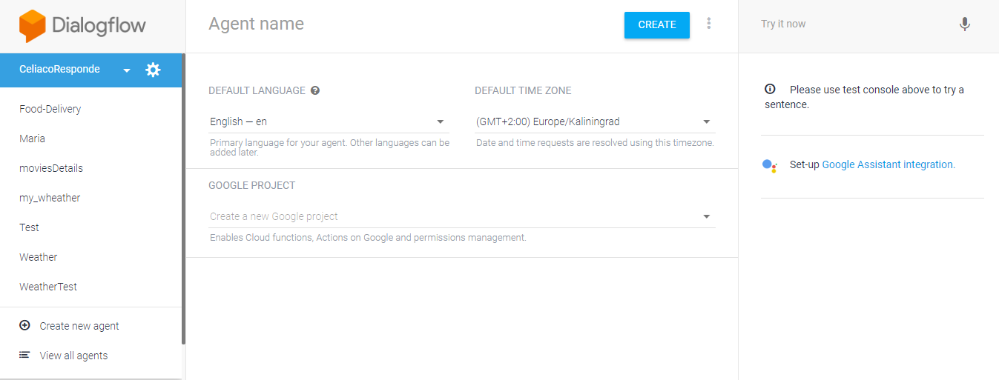 Dialogflow
Agent name
CREATE
Try it now
CeliacoResponde
Food-Delivery
Maria
moviesDetails
my_wheather
Test
Weather
WeatherTest
Create new agent
View all agents
DEFAULT LANGUAGE
English — en
Primary language for your agent. Other languages can be
added later.
DEFAULT TIME ZONE
(GMT+2:00) Europe/Kaliningrad
Date and time requests are resolved using this timezone.
GOOGLE PROJECT
Create a new Google project
Enables Cloud functions, Actions on Google and permissions management.
Please use test console above to try a
sentence.
Set-up Google Assistant integration.